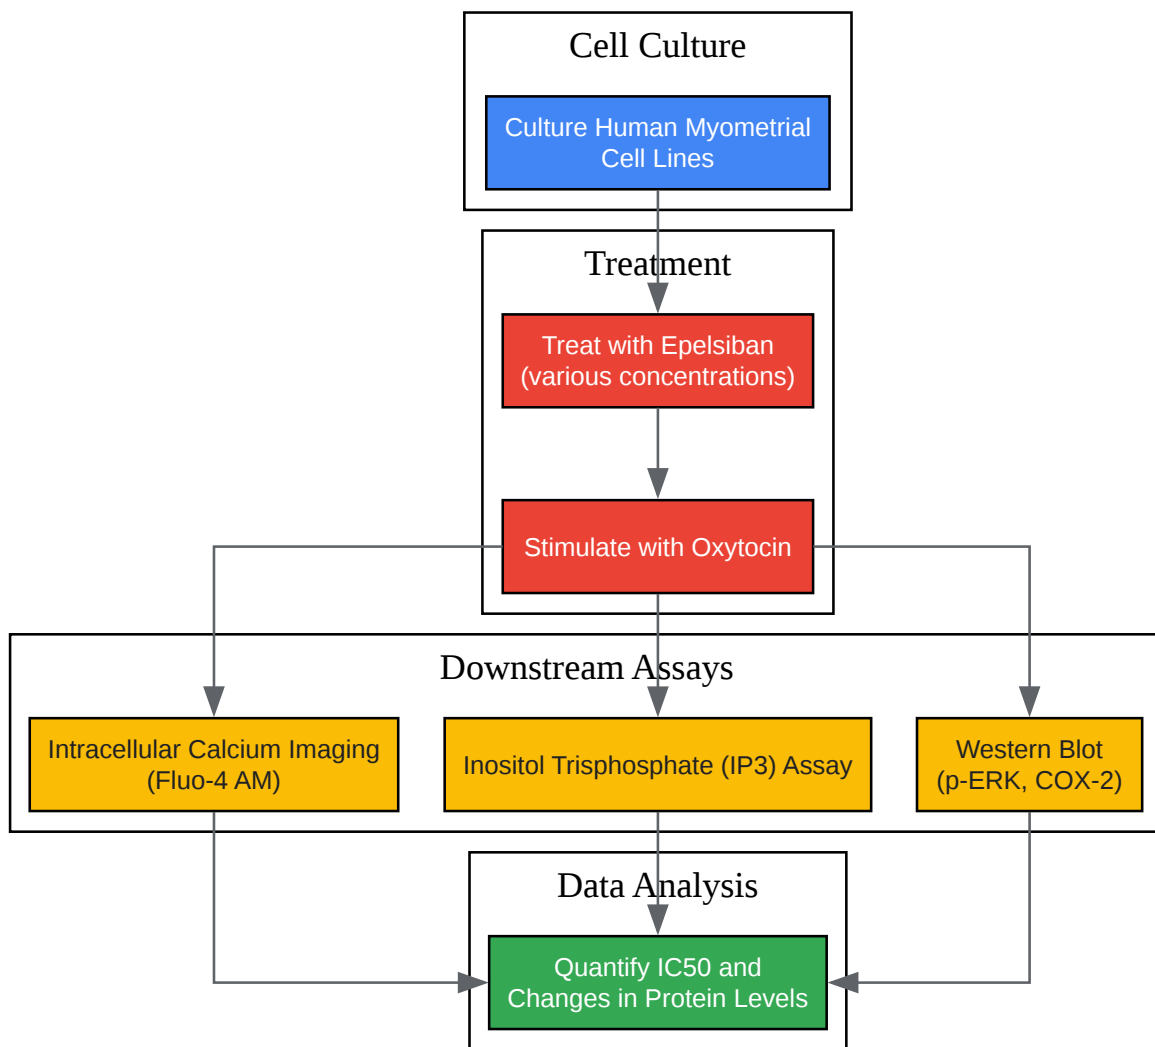 Cell Culture
Culture Human Myometrial
Cell Lines
Treatment
Treat with Epelsiban
(various concentrations)
Stimulate with Oxytocin
Downstream Assays
Intracellular Calcium Imaging
(Fluo-4 AM)
Inositol Trisphosphate (IP3) Assay
Western Blot
(p-ERK, COX-2)
Data Analysis
Quantify IC50 and
Changes in Protein Levels